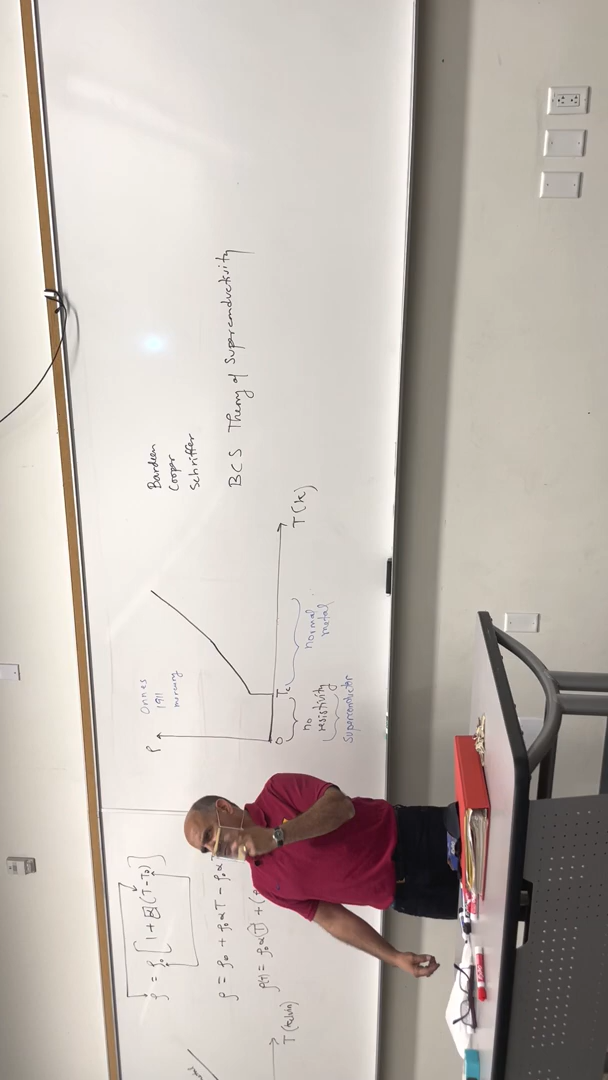 ρ = ρ₀ [1 + α(T-T₀)]
ρ = ρ₀ + ρ₀αT - ρ₀α
ρ(T) = ρ₀α(T) + (
T(kelvin)
ρ
Onnes
1911
mercury
0
Tc
T(K)
no
resistivity
superconductor
normal
metal
Bardeen
Cooper
Schriffer
BCS Theory of Superconductivity